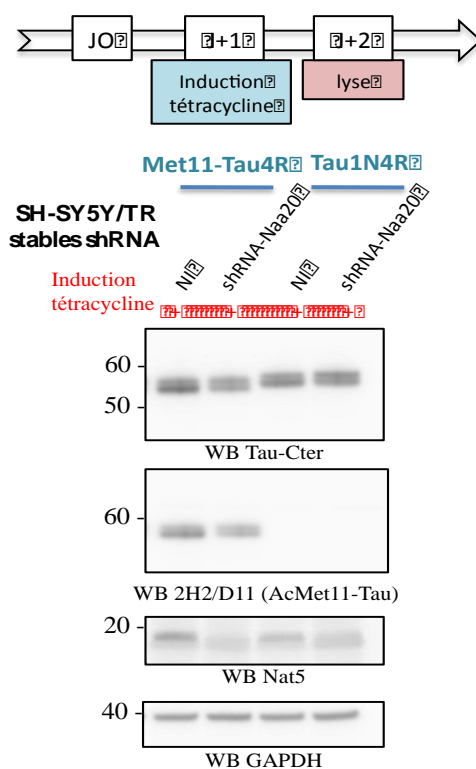 JO
+1
+2
Induction
tétracycline
lyse
Met11-Tau4R Tau1N4R
SH-SY5Y/TR
stables shRNA
NI shRNA-Naa20 NI shRNA-Naa20
Induction
tétracycline
+ + + +
60 -
50 -
WB Tau-Cter
60 -
WB 2H2/D11 (AcMet11-Tau)
20 -
WB Nat5
40 -
WB GAPDH